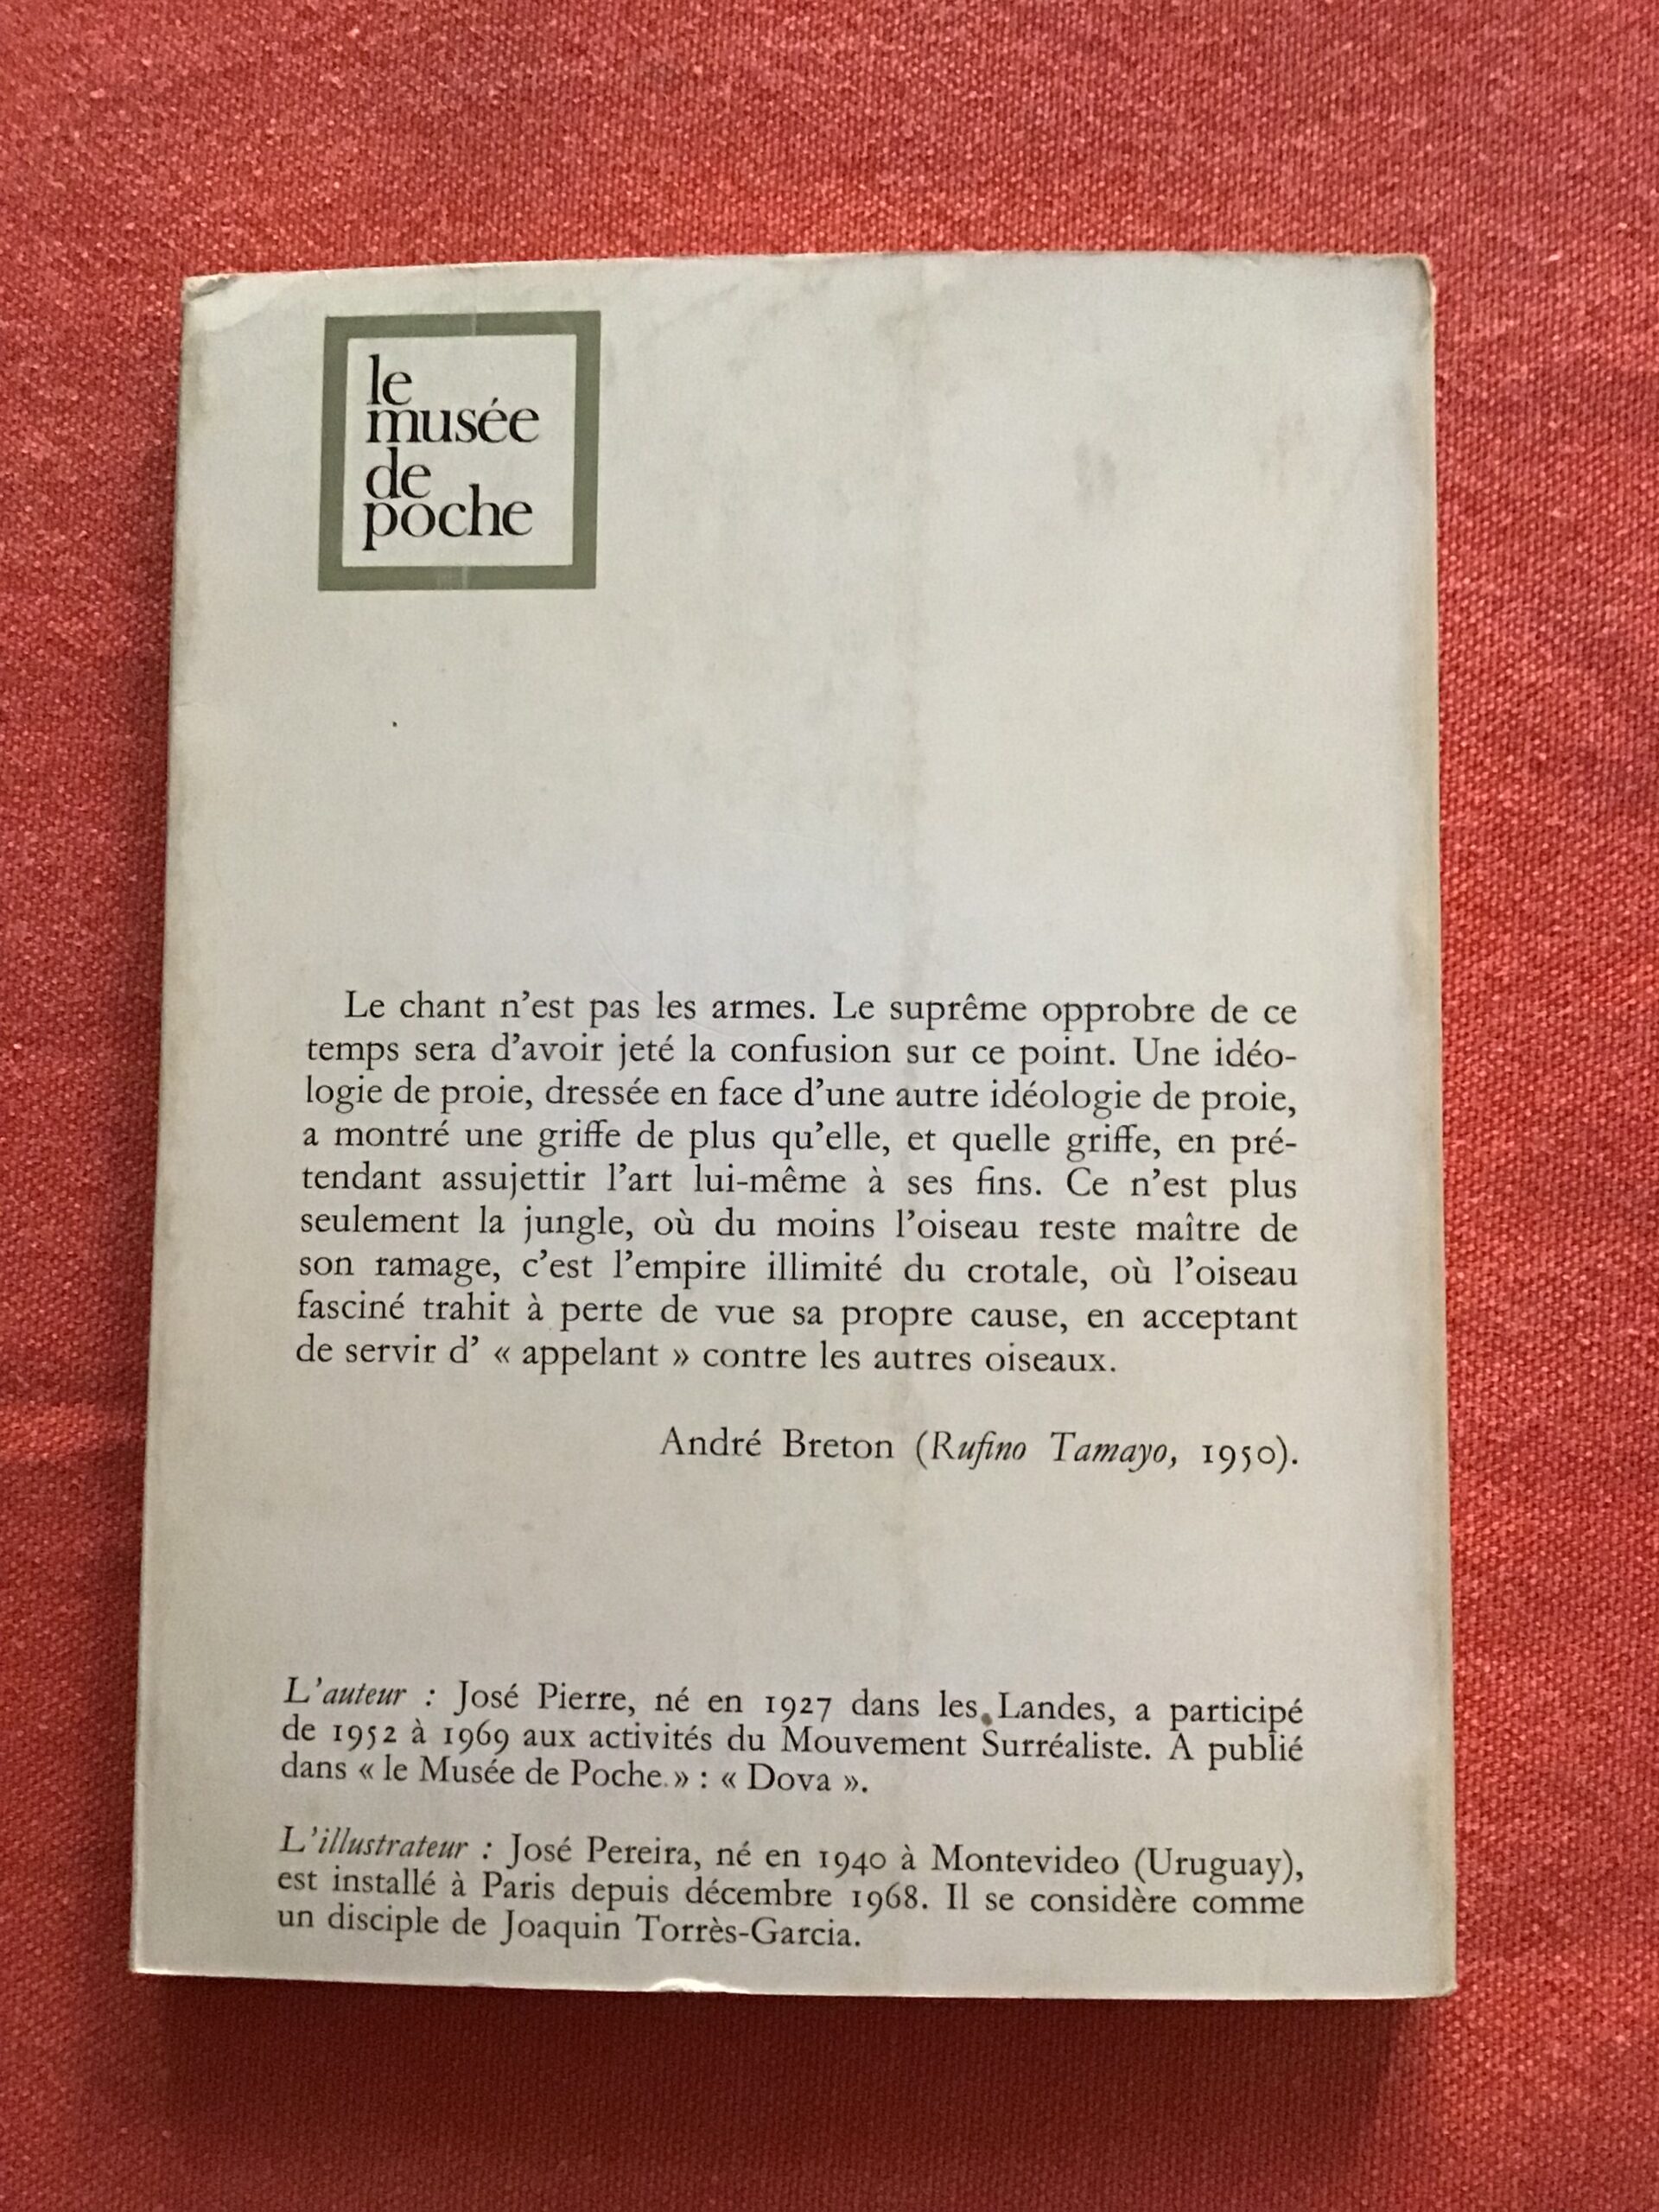 le
musée
de
poche
Le chant n’est pas les armes. Le suprême opprobre de ce
temps sera d’avoir jeté la confusion sur ce point. Une idéo-
logie de proie, dressée en face d’une autre idéologie de proie,
a montré une griffe de plus qu’elle, et quelle griffe, en pré-
tendant assujettir l’art lui-même à ses fins. Ce n’est plus
seulement la jungle, où du moins l’oiseau reste maître de
son ramage, c’est l’empire illimité du crotale, où l’oiseau
fasciné trahit à perte de vue sa propre cause, en acceptant
de servir d’ « appelant » contre les autres oiseaux.
André Breton (Rufino Tamayo, 1950).
L’auteur : José Pierre, né en 1927 dans les Landes, a participé
de 1952 à 1969 aux activités du Mouvement Surréaliste. A publié
dans « le Musée de Poche » : « Dova ».
L’illustrateur : José Pereira, né en 1940 à Montevideo (Uruguay),
est installé à Paris depuis décembre 1968. Il se considère comme
un disciple de Joaquin Torrès-Garcia.